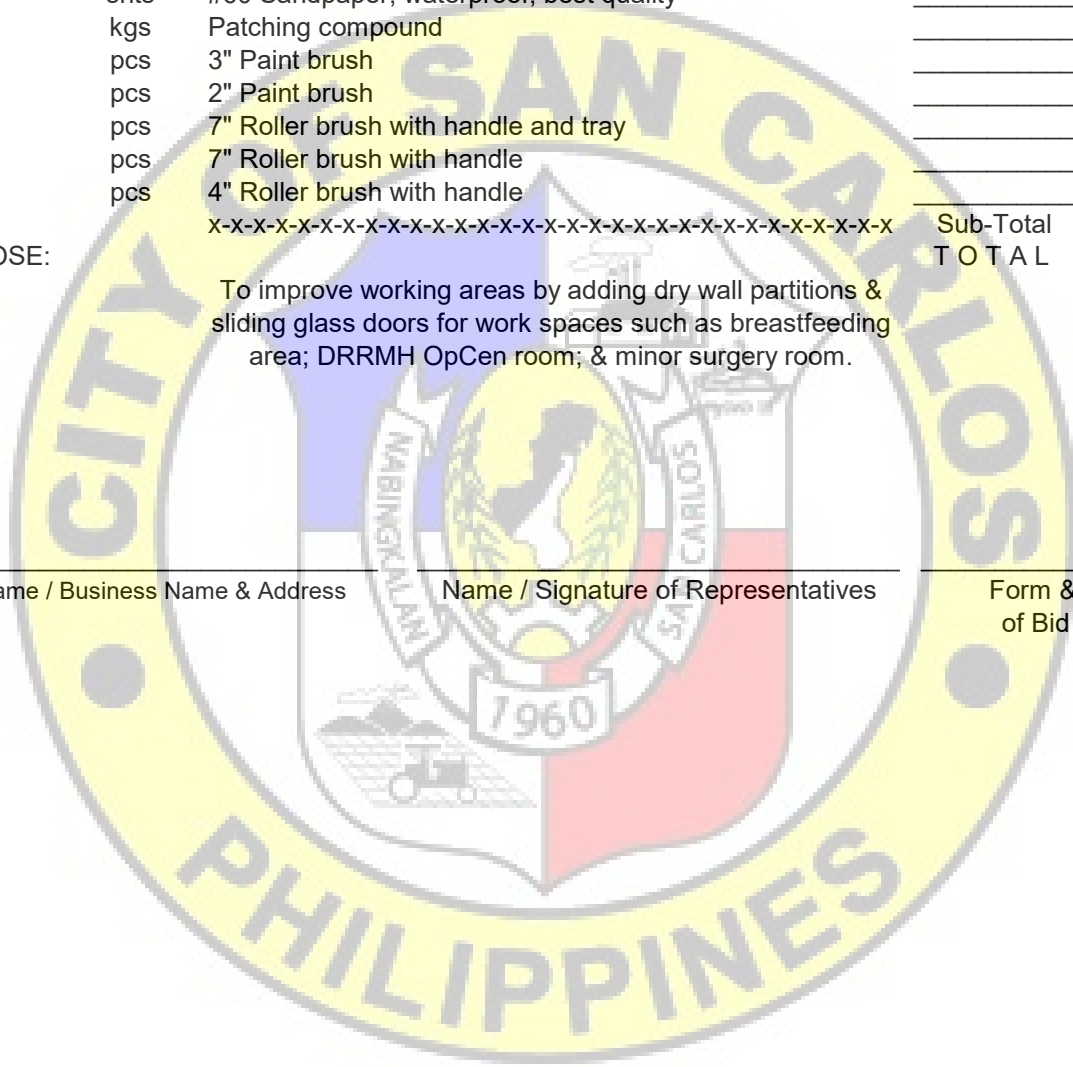 Sandpaper, waterproof, best quality
kgs Patching compound
pcs 3" Paint brush
pcs 2" Paint brush
pcs 7" Roller brush with handle and tray
pcs 7" Roller brush with handle
pcs 4" Roller brush with handle
x-x-x-x-x-x-x-x-x-x-x-x-x-x-x-x-x-x-x-x-x-x-x-x-x-x-x-x-x-x-x Sub-Total
OSE: T O T A L
To improve working areas by adding dry wall partitions &
sliding glass doors for work spaces such as breastfeeding
area; DRRMH OpCen room; & minor surgery room.
ame / Business Name & Address Name / Signature of Representatives Form &
of Bid
CITY OF SAN CARLOS
NABINGKALAN
SAN CARLOS
1960
PHILIPPINES